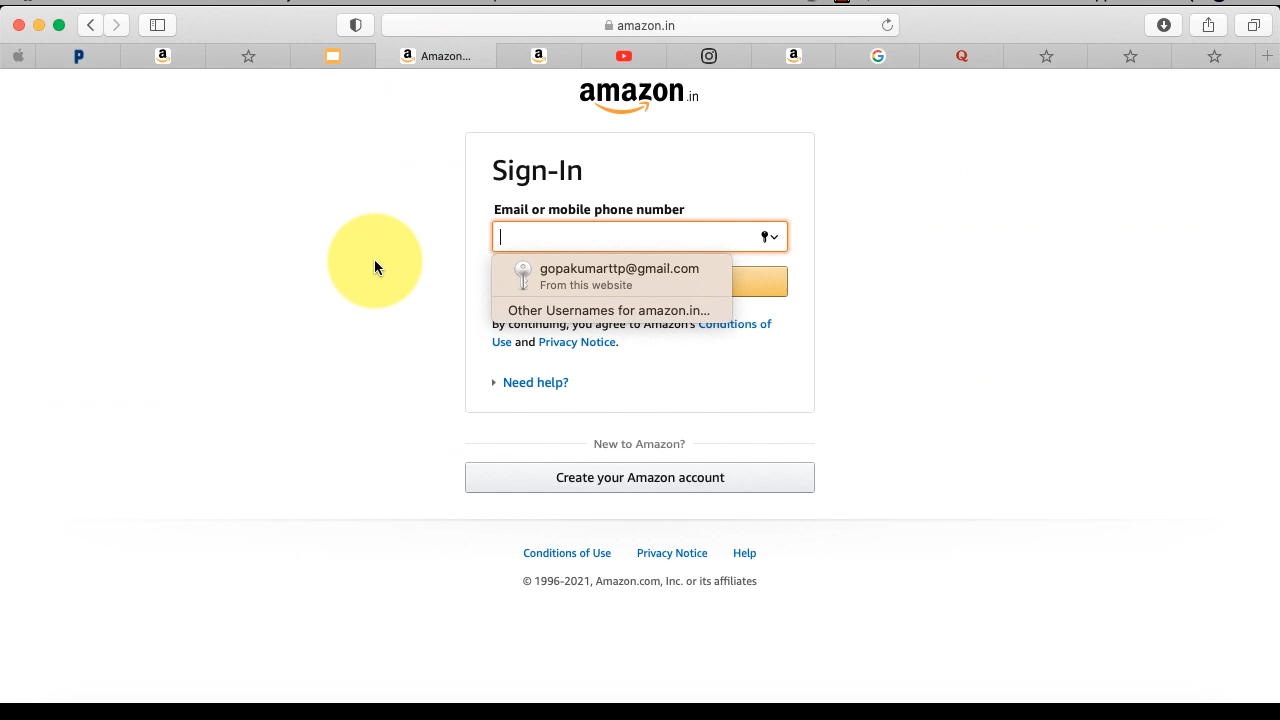 amazon.in
P
a
a Amazon...
a
a
G
Q
amazon.in
Sign-In
Email or mobile phone number
gopakumarttp@gmail.com
From this website
Other Usernames for amazon.in...
By continuing, you agree to Amazon's Conditions of
Use and Privacy Notice.
Need help?
New to Amazon?
Create your Amazon account
Conditions of Use Privacy Notice Help
© 1996-2021, Amazon.com, Inc. or its affiliates